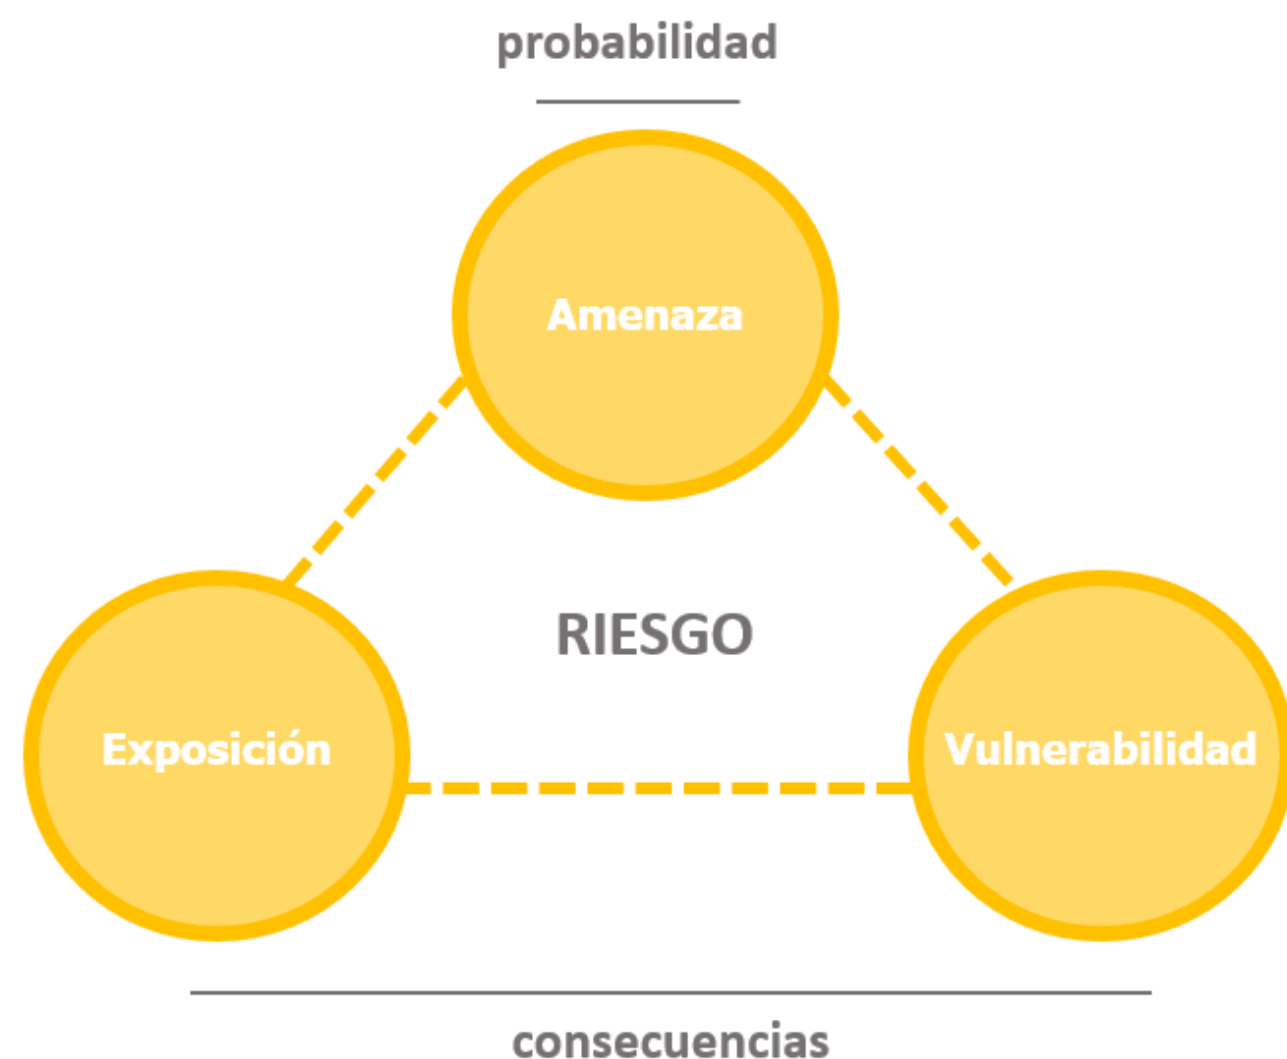 probabilidad
Amenaza
RIESGO
Exposición
Vulnerabilidad
consecuencias